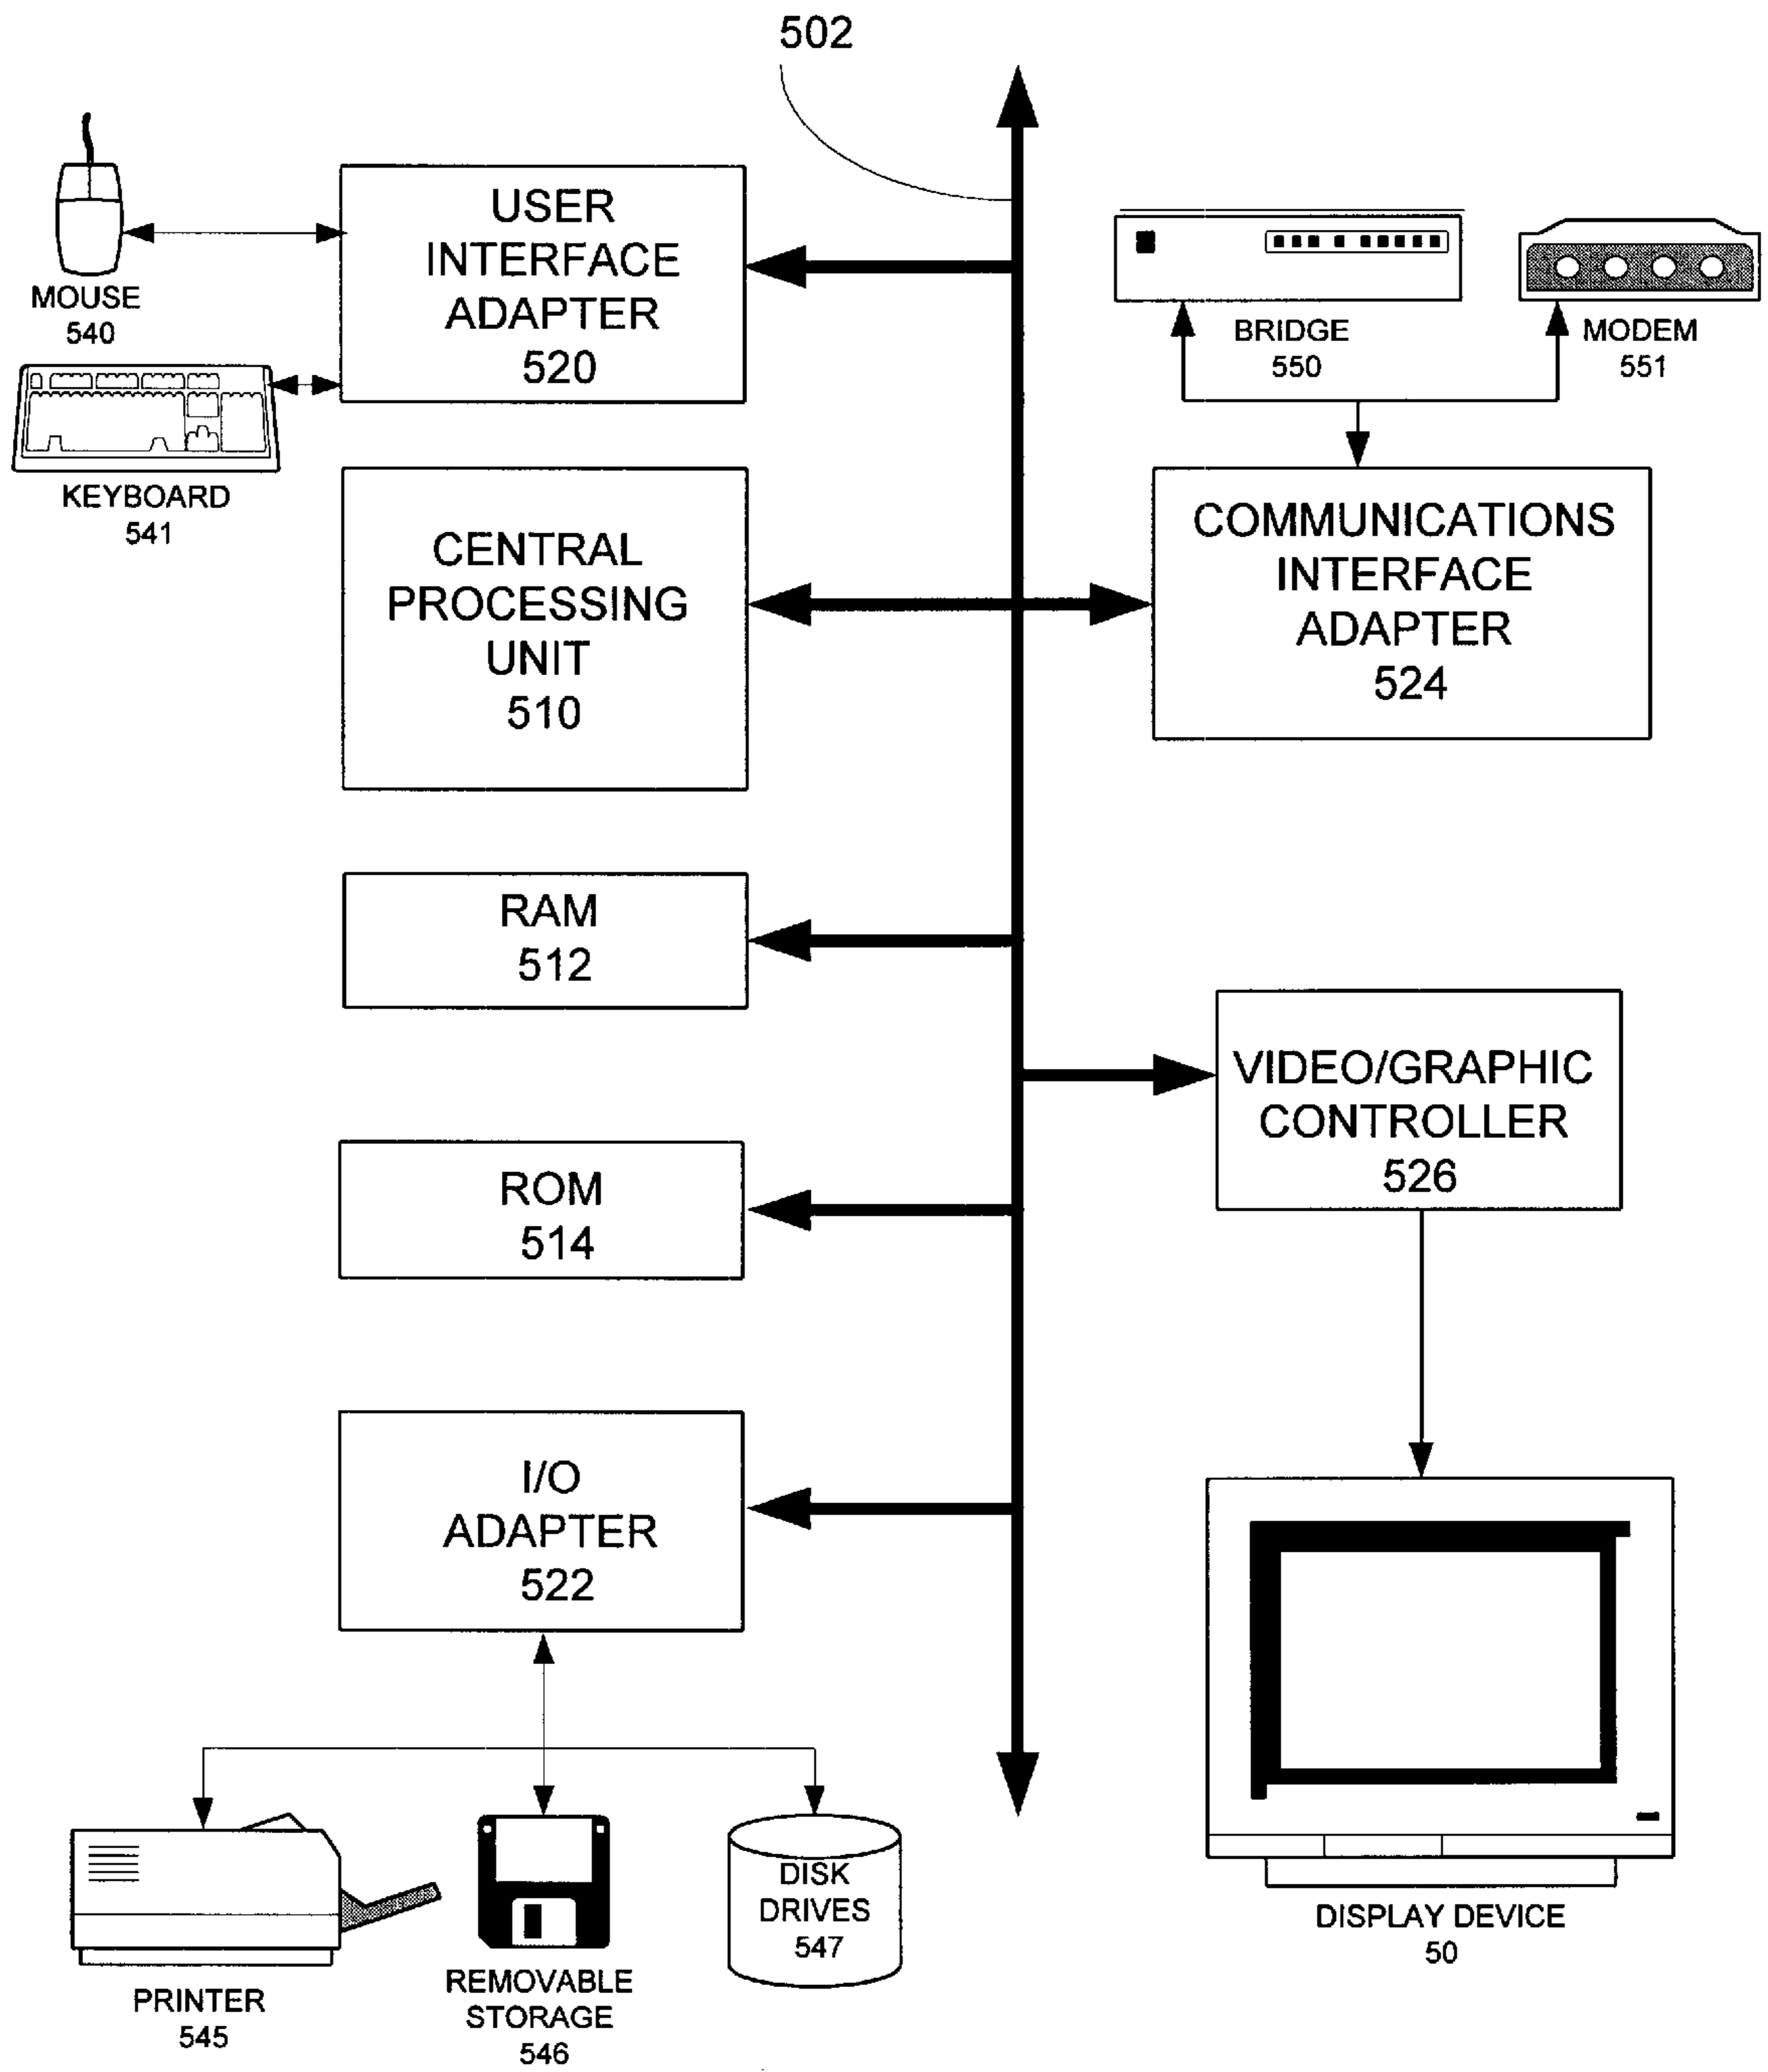 502
USER
INTERFACE
ADAPTER
520
MOUSE
540
KEYBOARD
541
BRIDGE
550
MODEM
551
CENTRAL
PROCESSING
UNIT
510
COMMUNICATIONS
INTERFACE
ADAPTER
524
RAM
512
VIDEO/GRAPHIC
CONTROLLER
526
ROM
514
I/O
ADAPTER
522
DISK
DRIVES
547
DISPLAY DEVICE
50
PRINTER
545
REMOVABLE
STORAGE
546